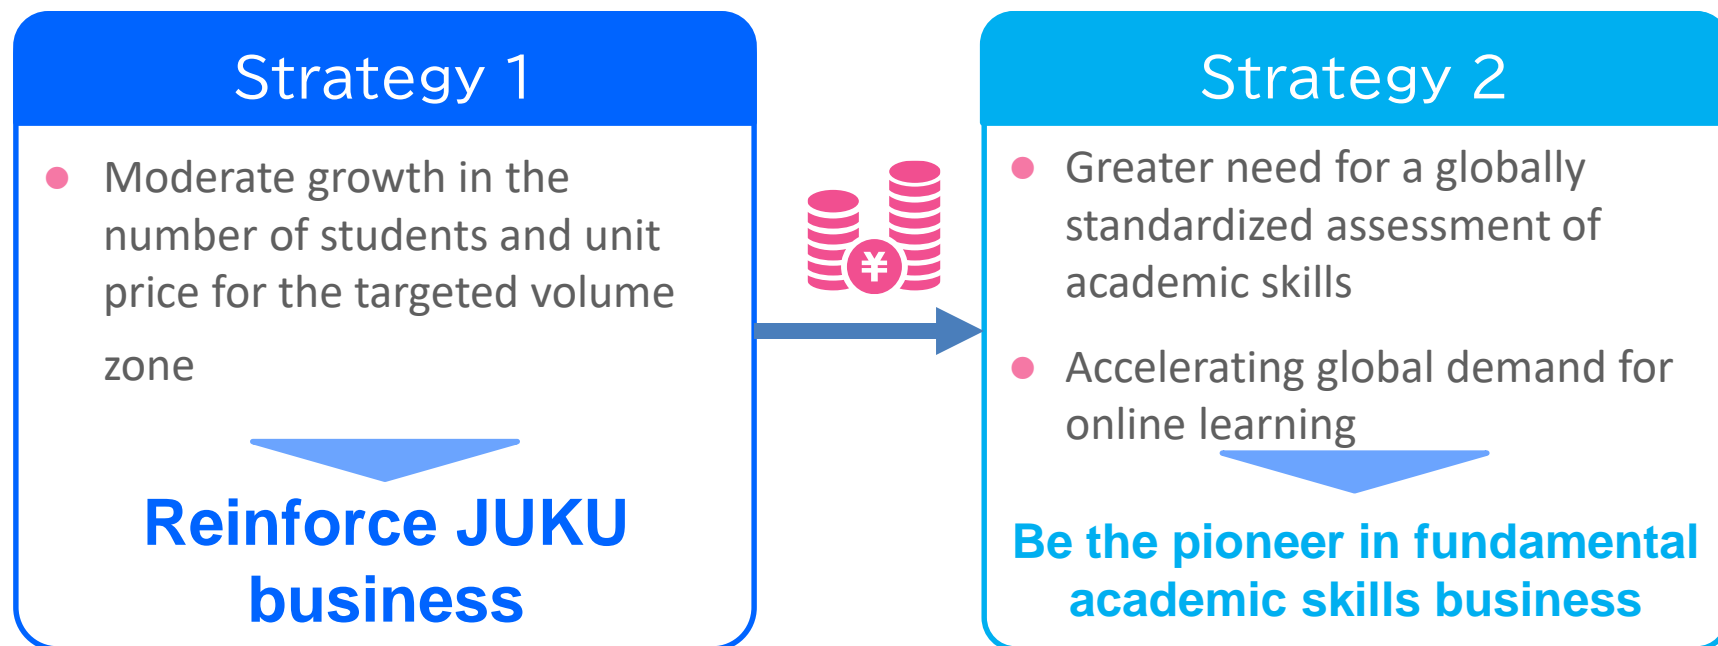 Strategy 1
● Moderate growth in the
number of students and unit
price for the targeted volume
zone
Reinforce JUKU
business
¥
Strategy 2
● Greater need for a globally
standardized assessment of
academic skills
● Accelerating global demand for
online learning
Be the pioneer in fundamental
academic skills business